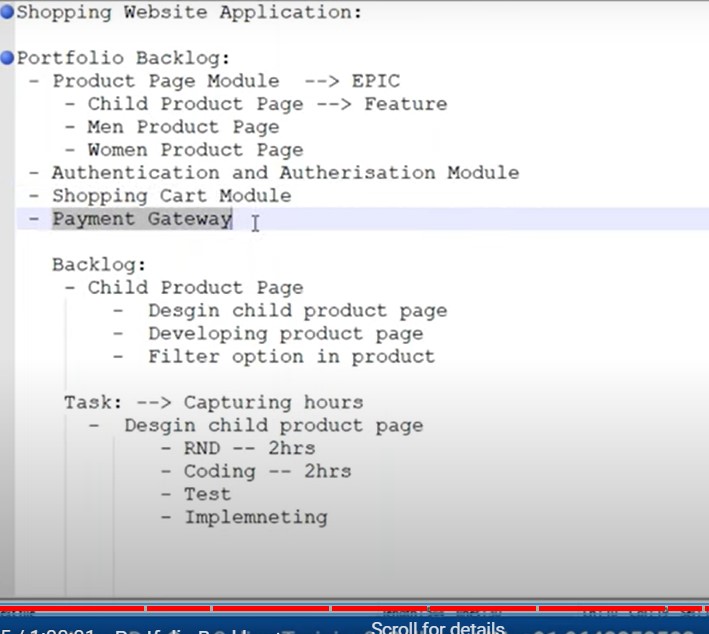 Shopping Website Application:
Portfolio Backlog:
- Product Page Module --> EPIC
- Child Product Page --> Feature
- Men Product Page
- Women Product Page
- Authentication and Autherisation Module
- Shopping Cart Module
- Payment Gateway
Backlog:
- Child Product Page
- Desgin child product page
- Developing product page
- Filter option in product
Task: --> Capturing hours
- Desgin child product page
- RND -- 2hrs
- Coding -- 2hrs
- Test
- Implemneting
Scroll for details